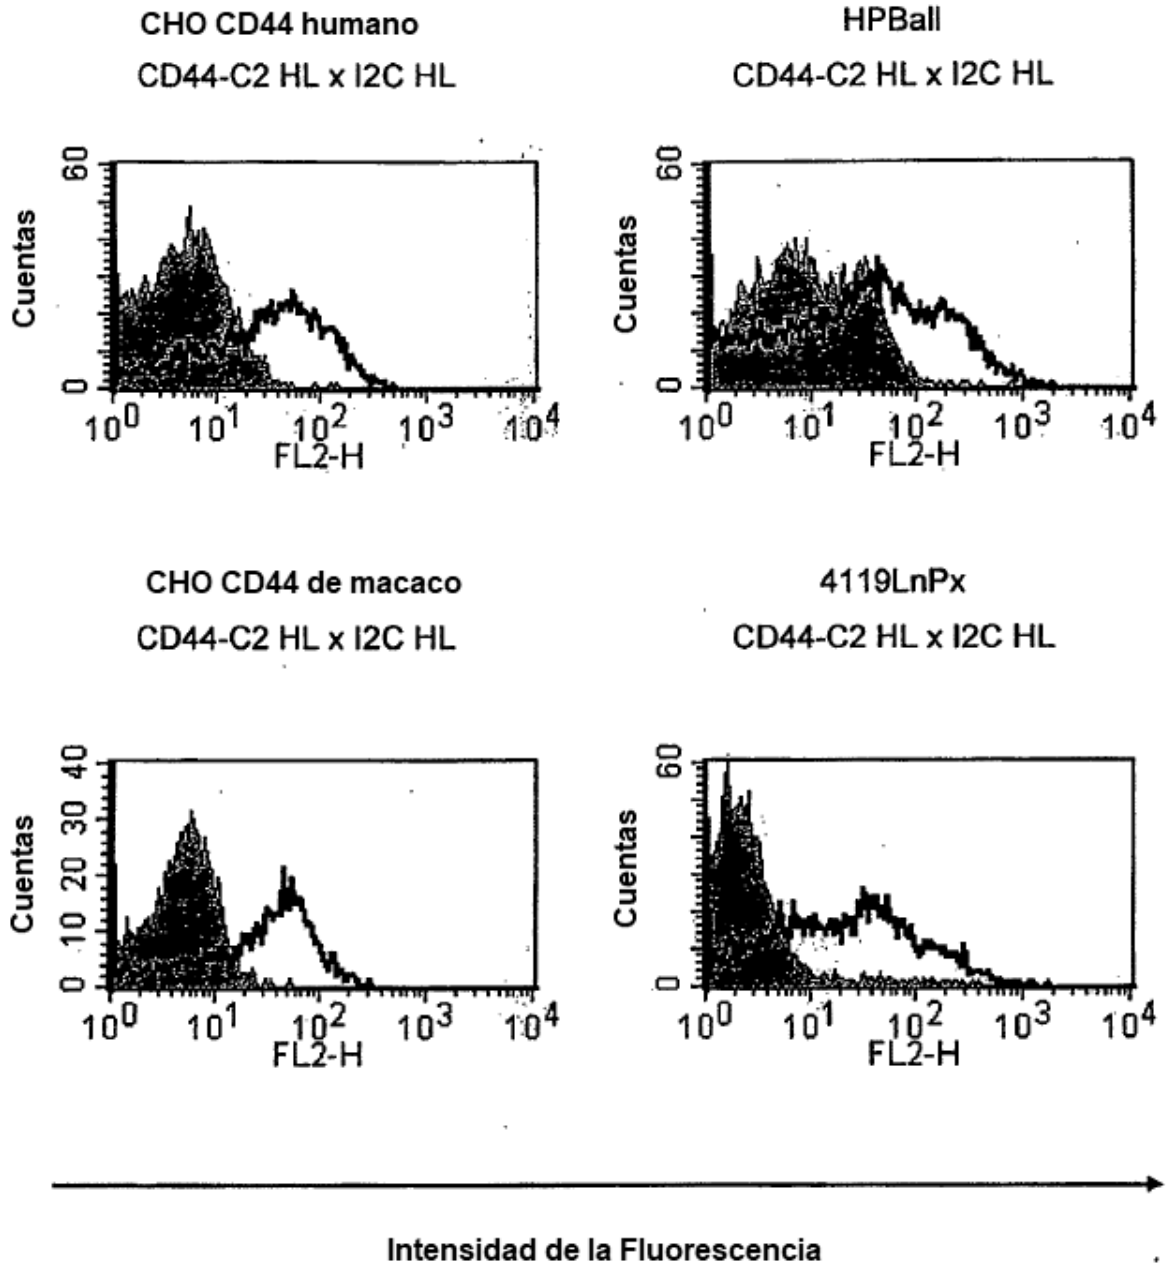 CHO CD44 humano
CD44-C2 HL x I2C HL
60
Cuentas
0
10^0 10^1 10^2 10^3 10^4
FL2-H
HPBall
CD44-C2 HL x I2C HL
60
Cuentas
0
10^0 10^1 10^2 10^3 10^4
FL2-H
CHO CD44 de macaco
CD44-C2 HL x I2C HL
40
30
20
10
0
Cuentas
10^0 10^1 10^2 10^3 10^4
FL2-H
4119LnPx
CD44-C2 HL x I2C HL
60
Cuentas
0
10^0 10^1 10^2 10^3 10^4
FL2-H
Intensidad de la Fluorescencia